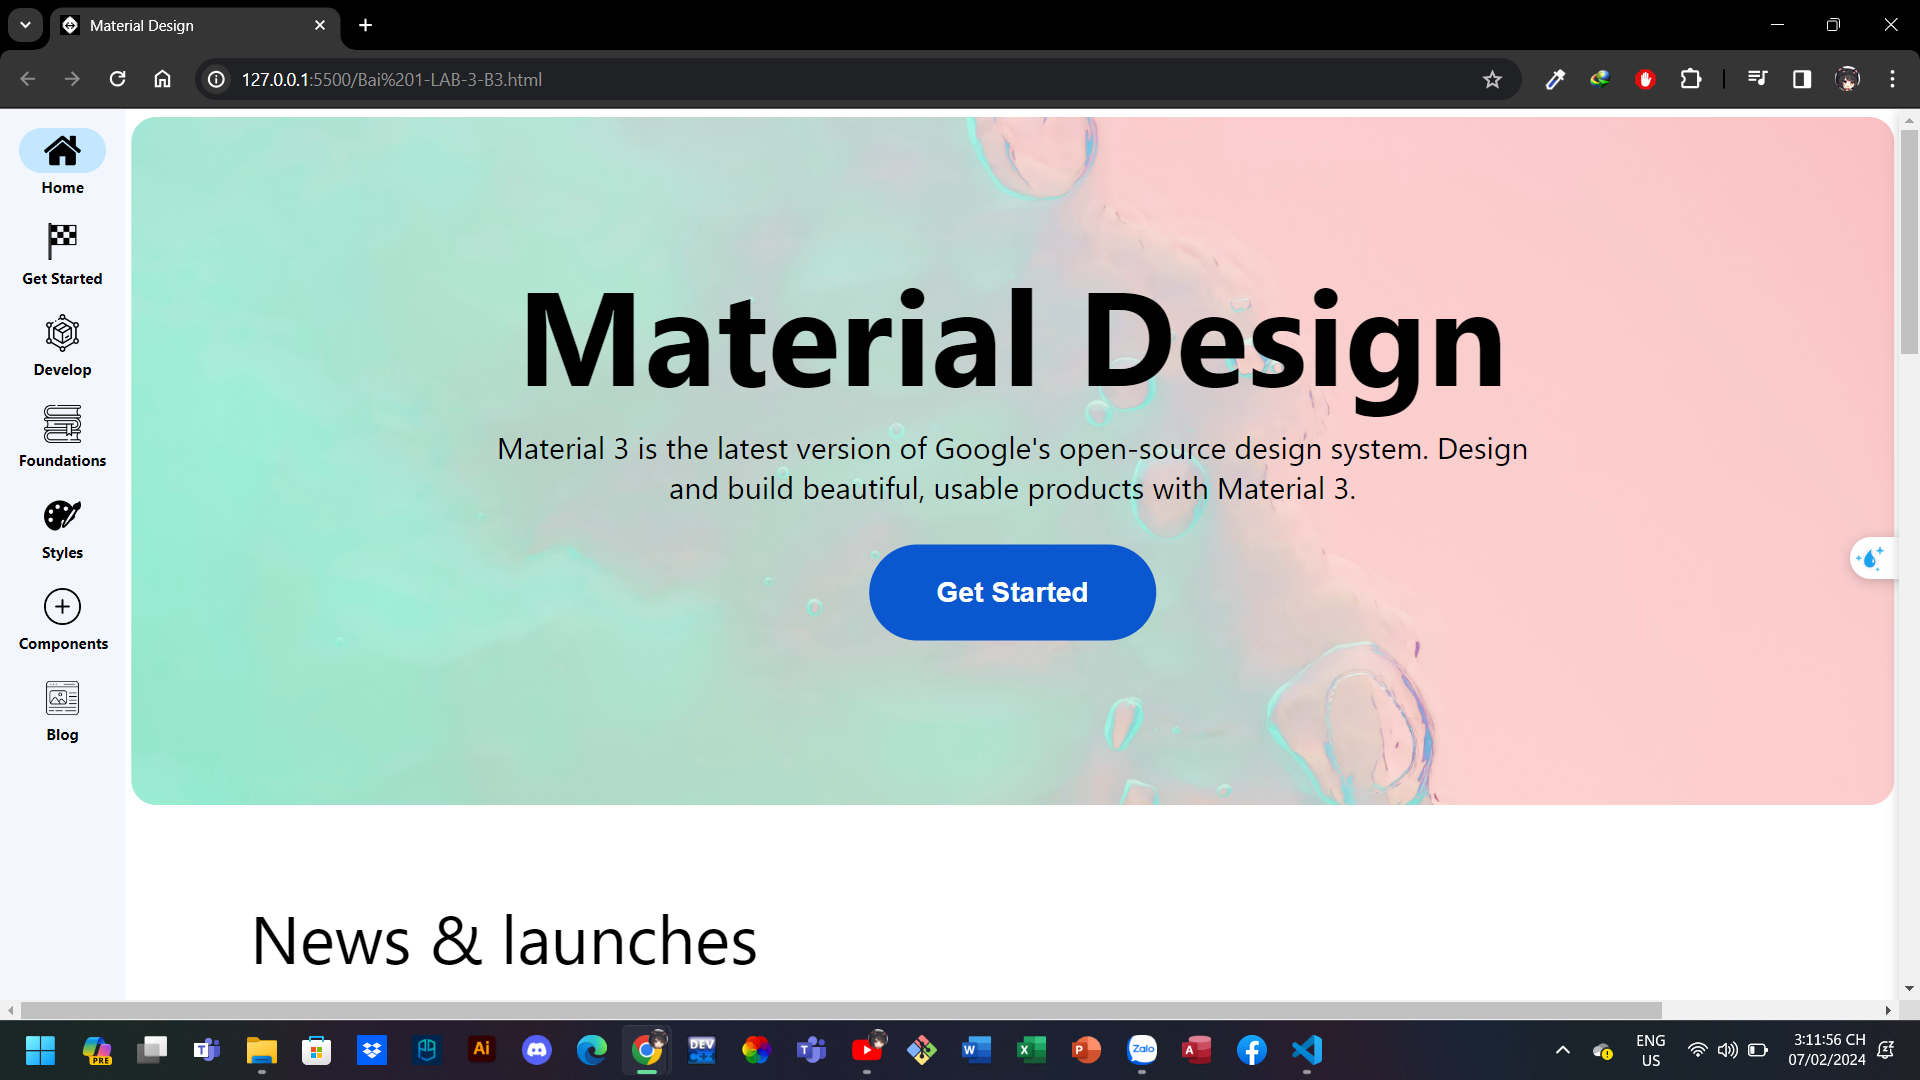 Material Design
127.0.0.1:5500/Bai%201-LAB-3-B3.html
Home
Get Started
Develop
Foundations
Styles
Components
Blog
Material Design
Material 3 is the latest version of Google's open-source design system. Design
and build beautiful, usable products with Material 3.
Get Started
News & launches
PRE
T
Ai
DEV
C++
W
X
P
Zalo
A
ENG
US
3:11:56 CH
07/02/2024